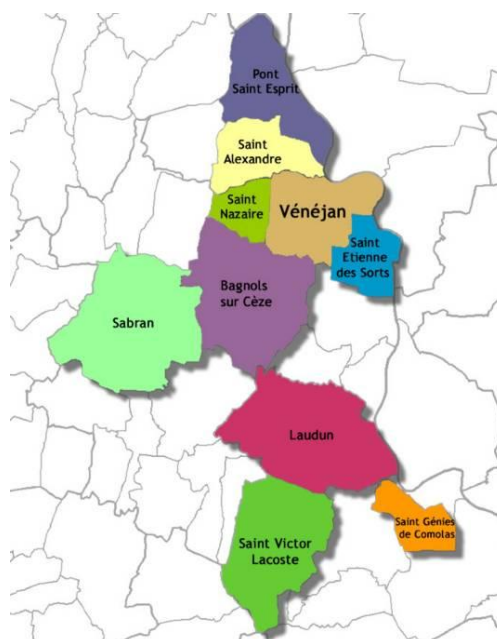 Pont
Saint Esprit
Saint
Alexandre
Saint
Nazaire
Vénéjan
Saint
Etienne
des Sorts
Bagnols
sur Cèze
Sabran
Laudun
Saint Génies
de Comolas
Saint Victor
Lacoste